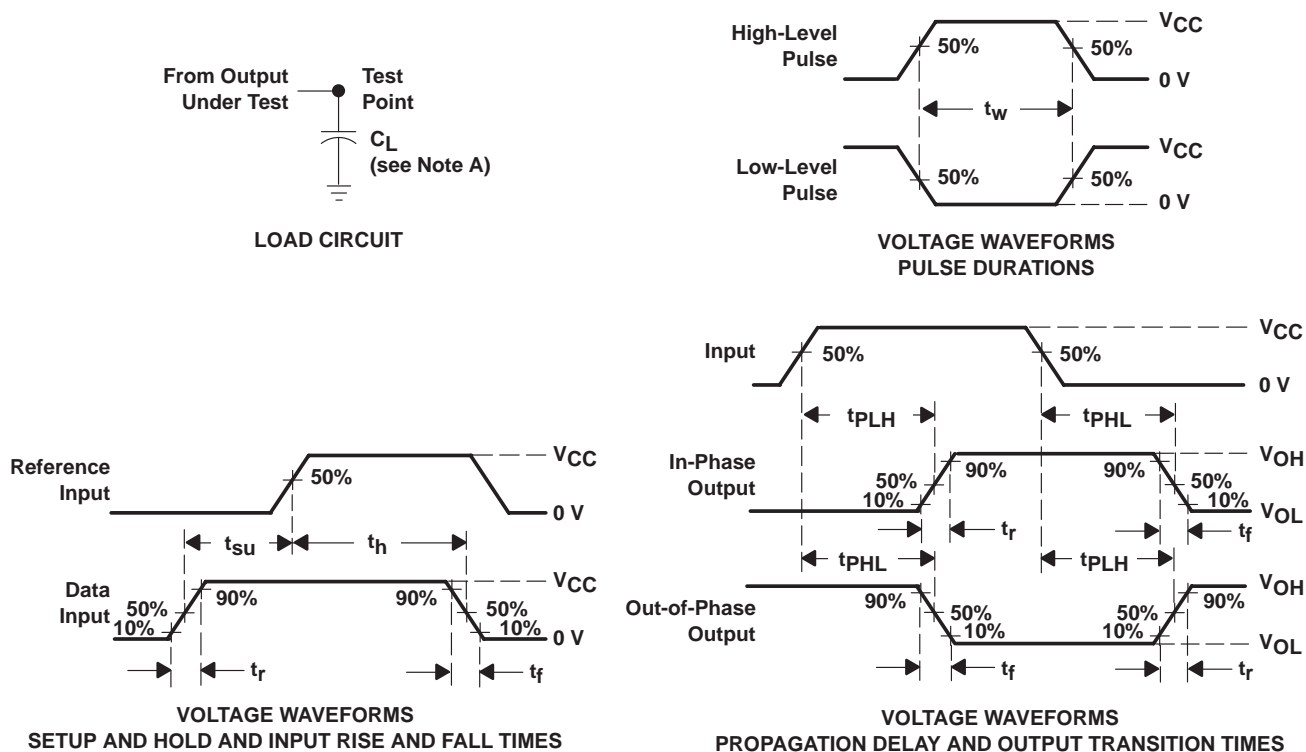 From Output
Under Test
Test
Point
CL
(see Note A)
LOAD CIRCUIT
High-Level
Pulse
50%
50%
VCC
0 V
tw
Low-Level
Pulse
50%
50%
VCC
0 V
VOLTAGE WAVEFORMS
PULSE DURATIONS
Reference
Input
50%
VCC
0 V
tsu
th
Data
Input
50%
10%
90%
90%
50%
10%
VCC
0 V
tr
tf
VOLTAGE WAVEFORMS
SETUP AND HOLD AND INPUT RISE AND FALL TIMES
Input
50%
50%
VCC
0 V
tPLH
tPHL
In-Phase
Output
50%
10%
90%
90%
50%
10%
VOH
VOL
tr
tf
tPHL
tPLH
Out-of-Phase
Output
90%
50%
10%
50%
10%
90%
VOH
VOL
tf
tr
VOLTAGE WAVEFORMS
PROPAGATION DELAY AND OUTPUT TRANSITION TIMES